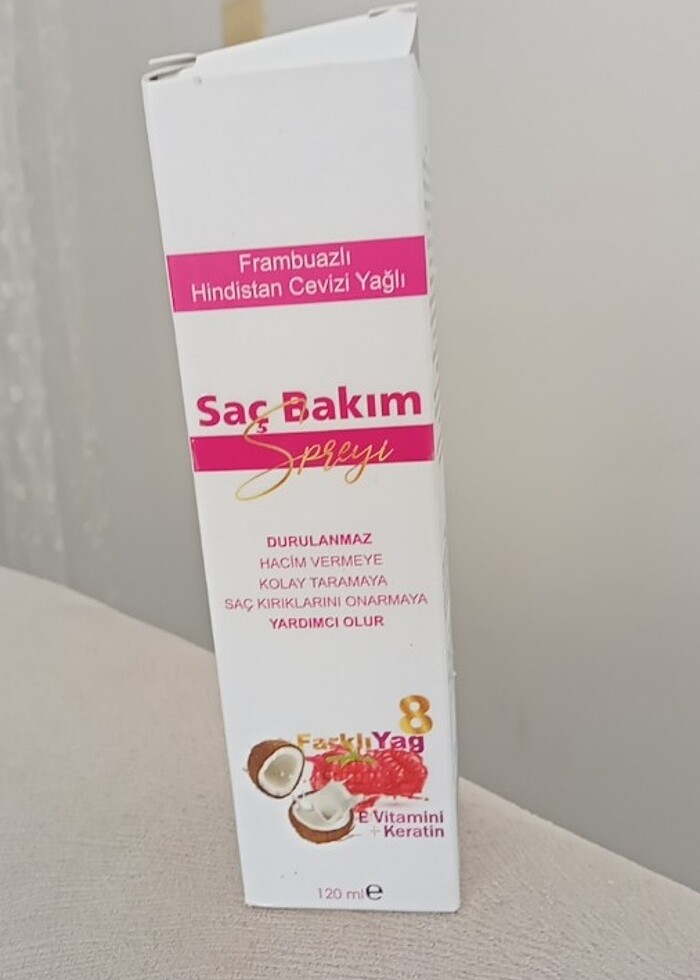 Frambuazlı
Hindistan Cevizi Yağlı
Saç Bakım
Spreyi
DURULANMAZ
HACİM VERMEYE
KOLAY TARAMAYA
SAÇ KIRIKLARINI ONARMAYA
YARDIMCI OLUR
8
Farklı Yag
E Vitamini
+ Keratin
120 ml e